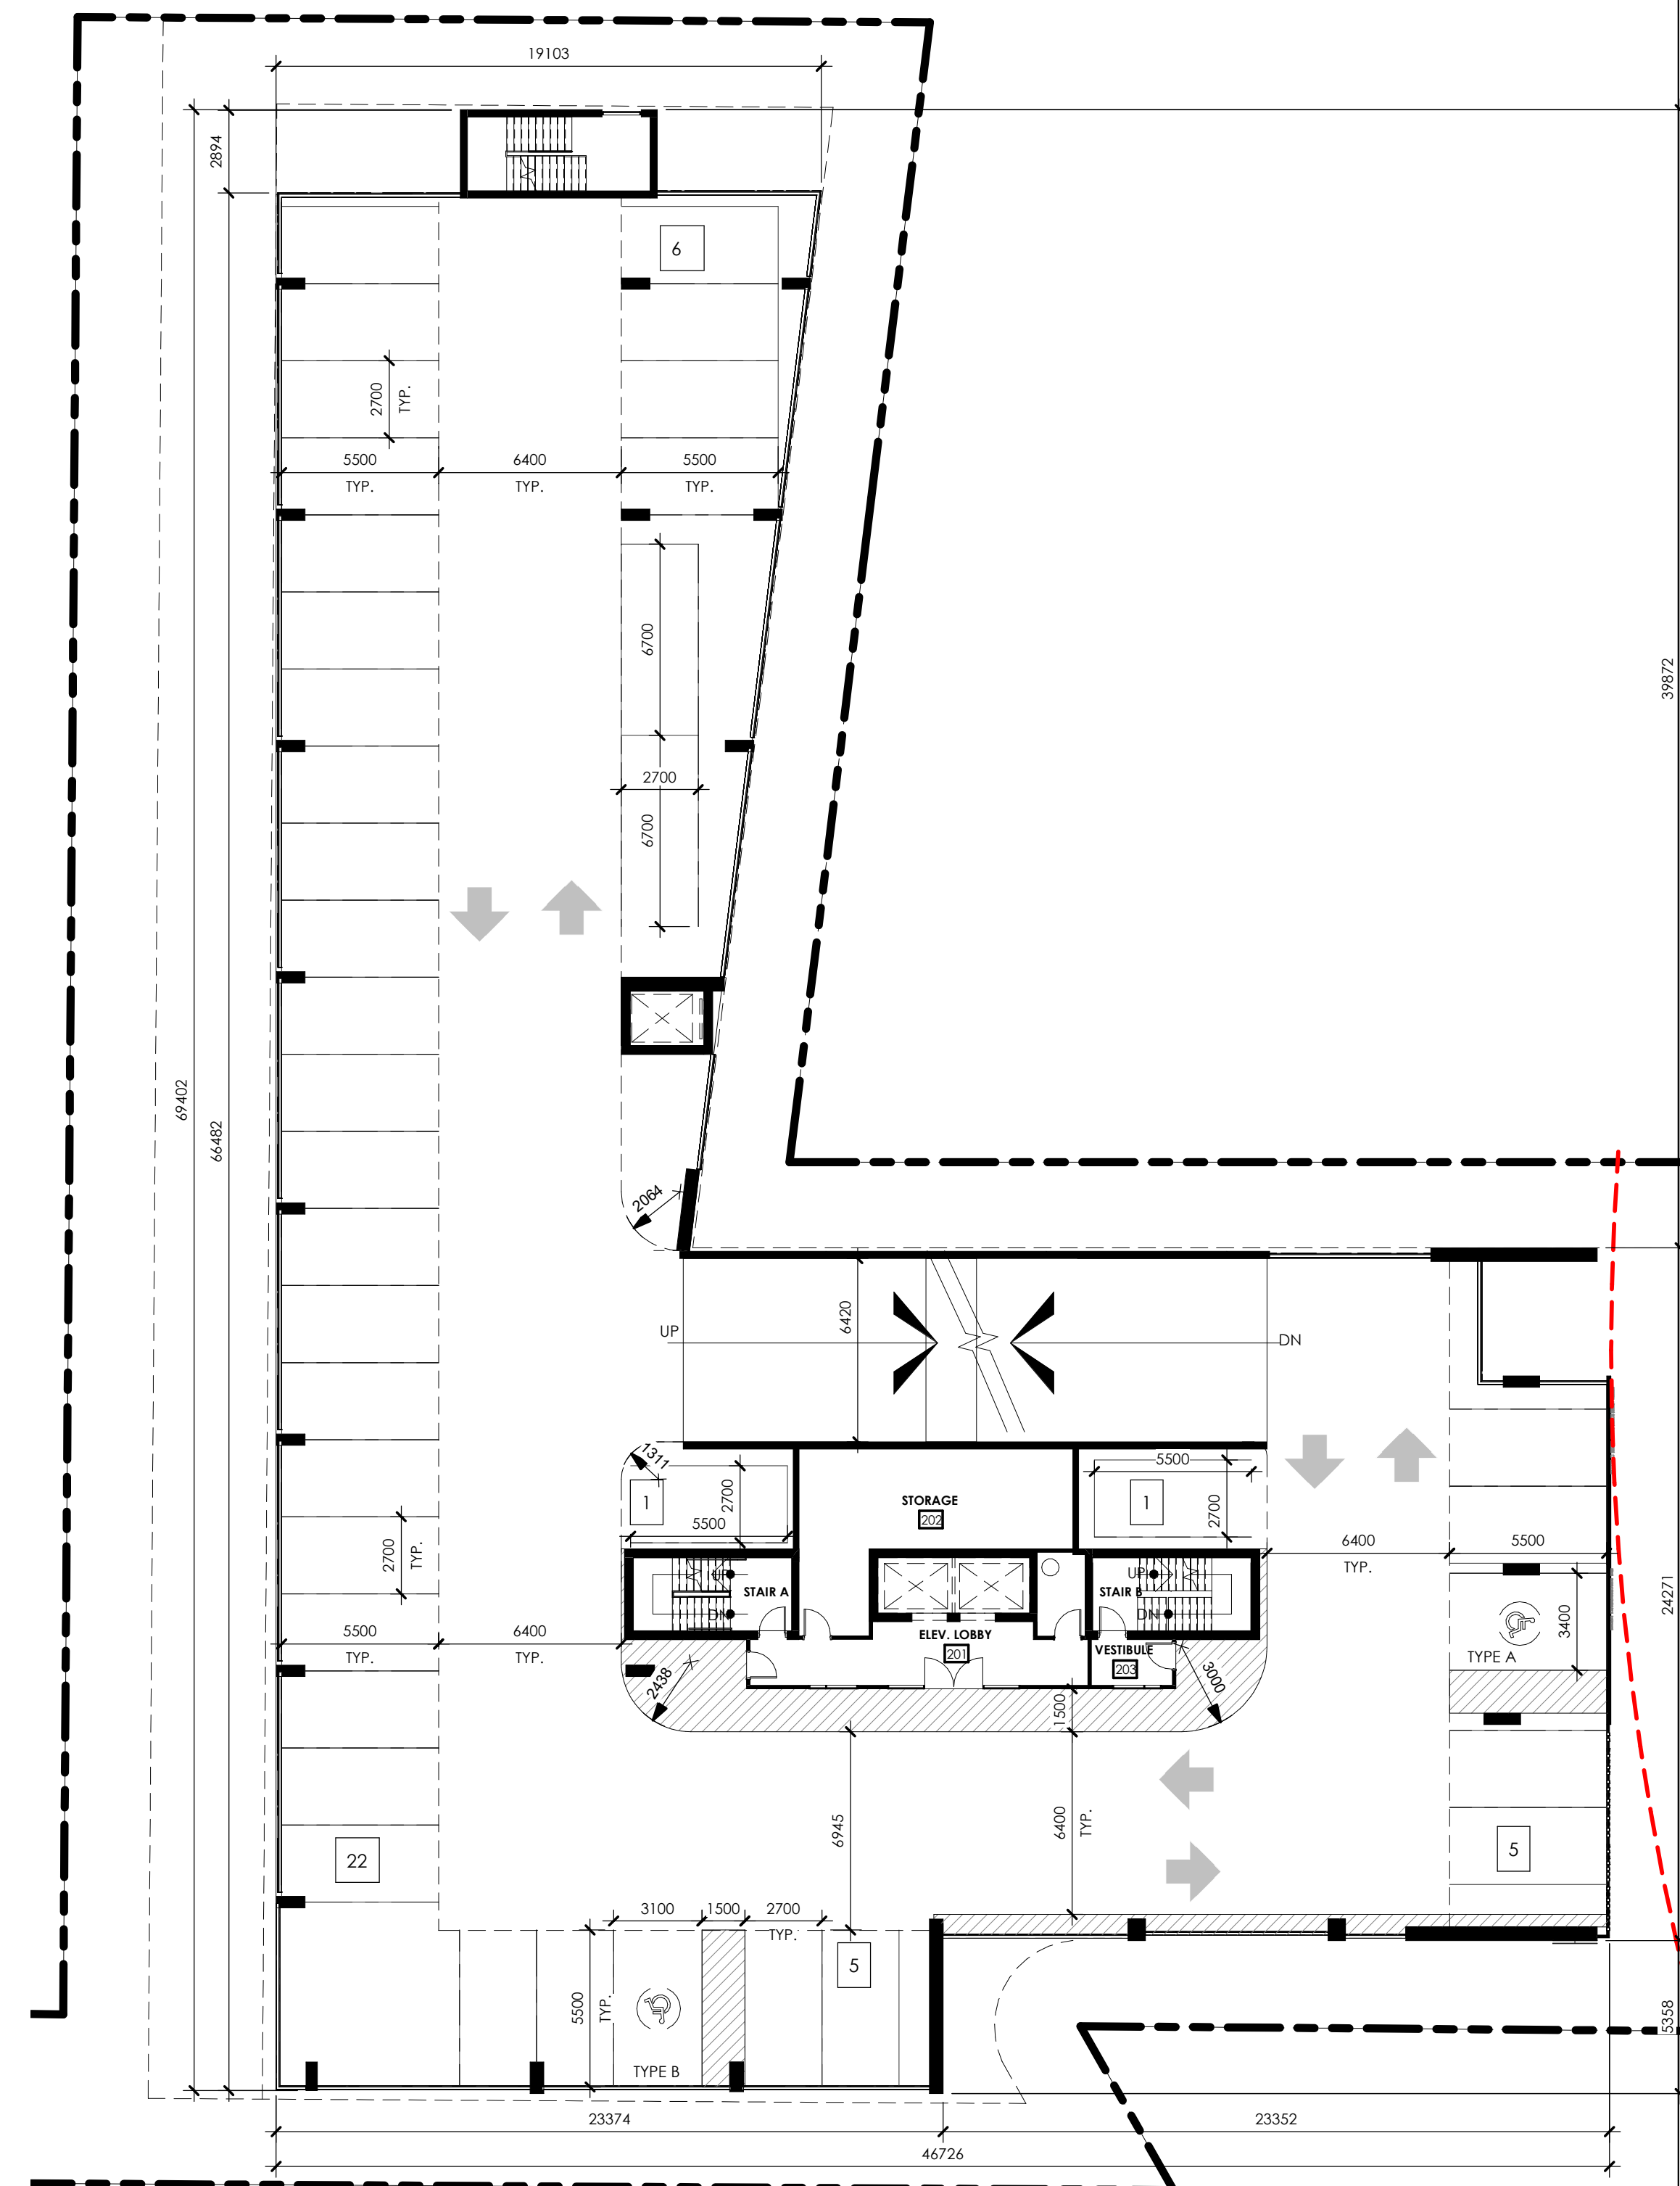 19103
2894
6
2700
TYP.
5500
6400
5500
TYP.
TYP.
TYP.
6700
39872
2700
6700
69402
66482
2064
6420
UP
DN
1311
1
2700
5500
STORAGE
202
5500
1
2700
2700
TYP.
6400
TYP.
5500
UP
DN
STAIR A
STAIR B
UP
DN
ELEV. LOBBY
201
VESTIBULE
203
3400
TYPE A
24271
5500
TYP.
6400
TYP.
2438
3000
1500
6945
6400
TYP.
22
5
3100
1500
2700
TYP.
5
5500
TYP.
TYPE B
5358
23374
23352
46726